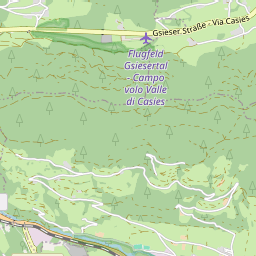 Gsieser Straße - Via Casies
Flugfeld
Gsiesertal
- Campo
volo Valle
di Casies